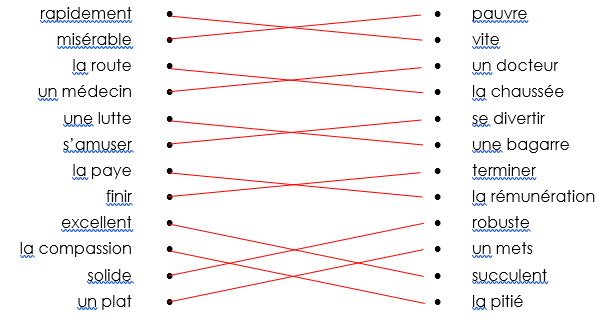 rapidement pauvre
misérable vite
la route un docteur
un médecin la chaussée
une lutte se divertir
s'amuser une bagarre
la paye terminer
finir la rémunération
excellent robuste
la compassion un mets
solide succulent
un plat la pitié